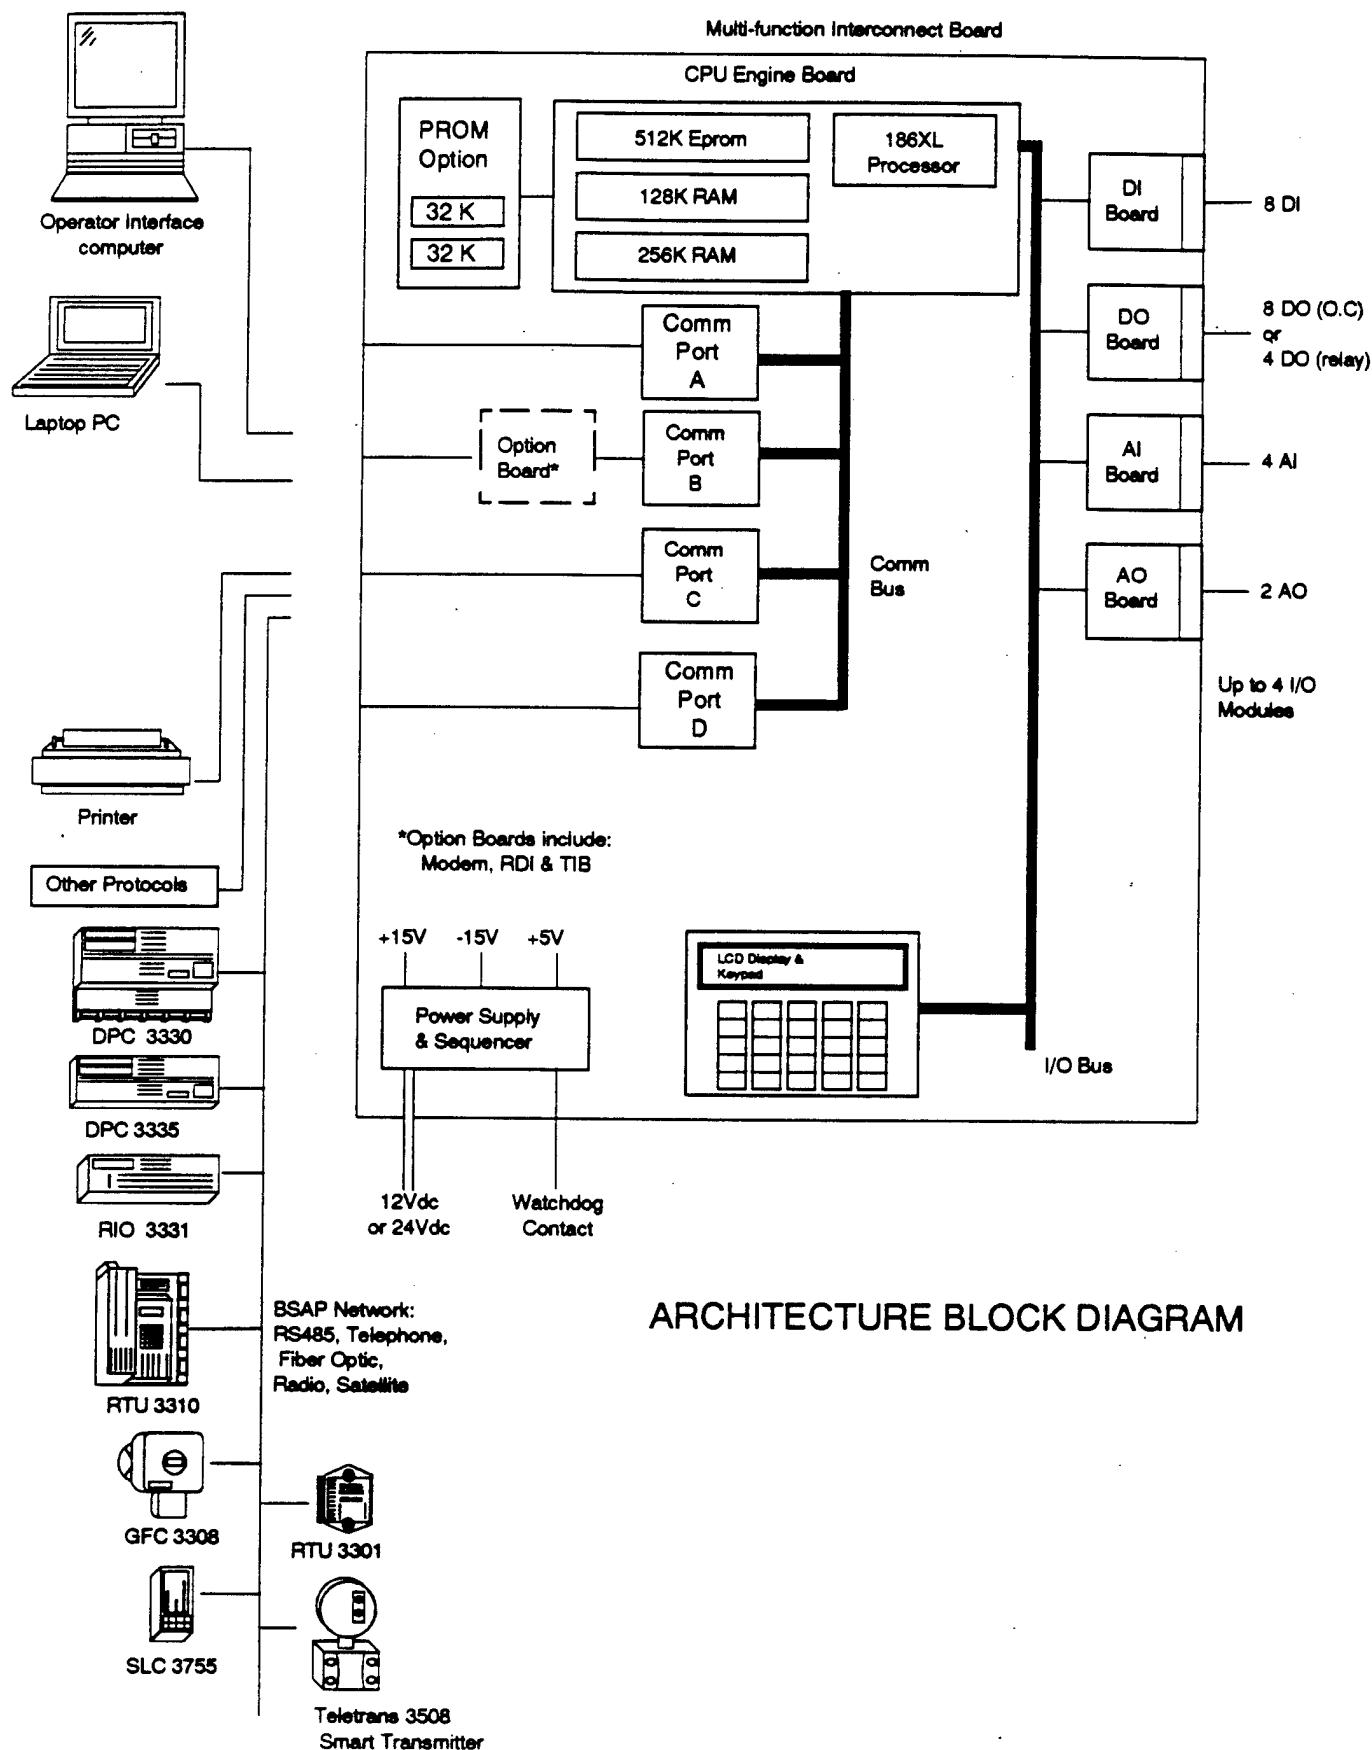 Multi-function Interconnect Board
CPU Engine Board
PROM
Option
32 K
32 K
512K Eprom
128K RAM
256K RAM
186XL
Processor
DI
Board
8 DI
DO
Board
8 DO (O.C)
or
4 DO (relay)
AI
Board
4 AI
AO
Board
2 AO
Up to 4 I/O
Modules
Operator Interface
computer
Laptop PC
Comm
Port
A
Option
Board*
Comm
Port
B
Comm
Port
C
Comm
Port
D
Comm
Bus
Printer
Other Protocols
*Option Boards include:
Modem, RDI & TIB
+15V
-15V
+5V
Power Supply
& Sequencer
12Vdc
or 24Vdc
Watchdog
Contact
LCD Display &
Keypad
I/O Bus
DPC 3330
DPC 3335
RIO 3331
RTU 3310
BSAP Network:
RS485, Telephone,
Fiber Optic,
Radio, Satellite
ARCHITECTURE BLOCK DIAGRAM
GFC 3308
RTU 3301
SLC 3755
Teletrans 3508
Smart Transmitter